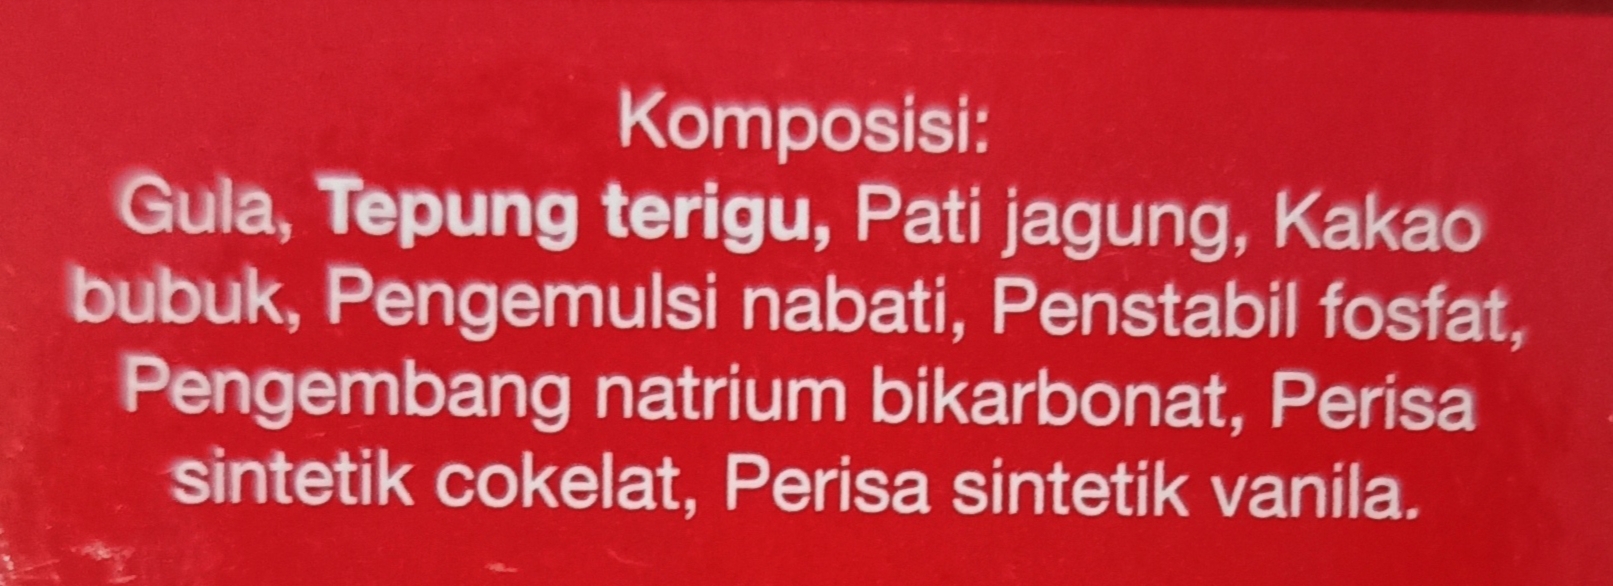 Komposisi:
Gula, Tepung terigu, Pati jagung, Kakao
bubuk, Pengemulsi nabati, Penstabil fosfat,
Pengembang natrium bikarbonat, Perisa
sintetik cokelat, Perisa sintetik vanila.